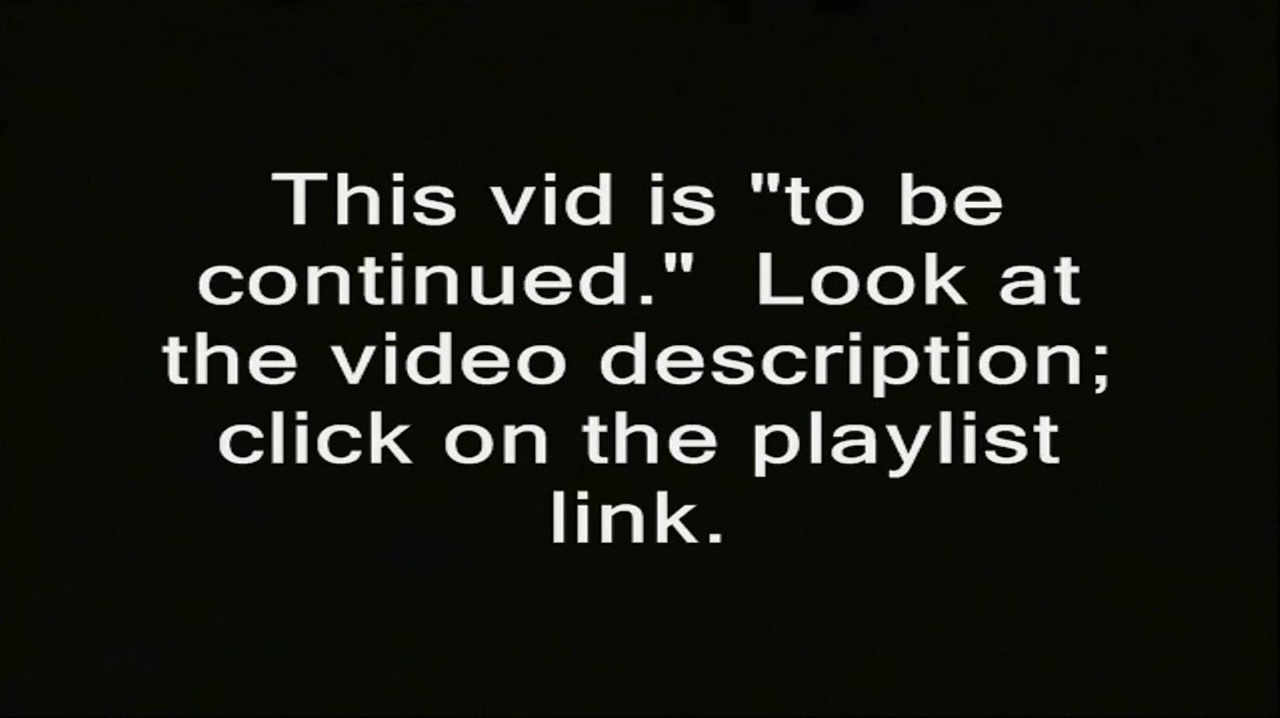 This vid is "to be
continued."  Look at
the video description;
click on the playlist
link.